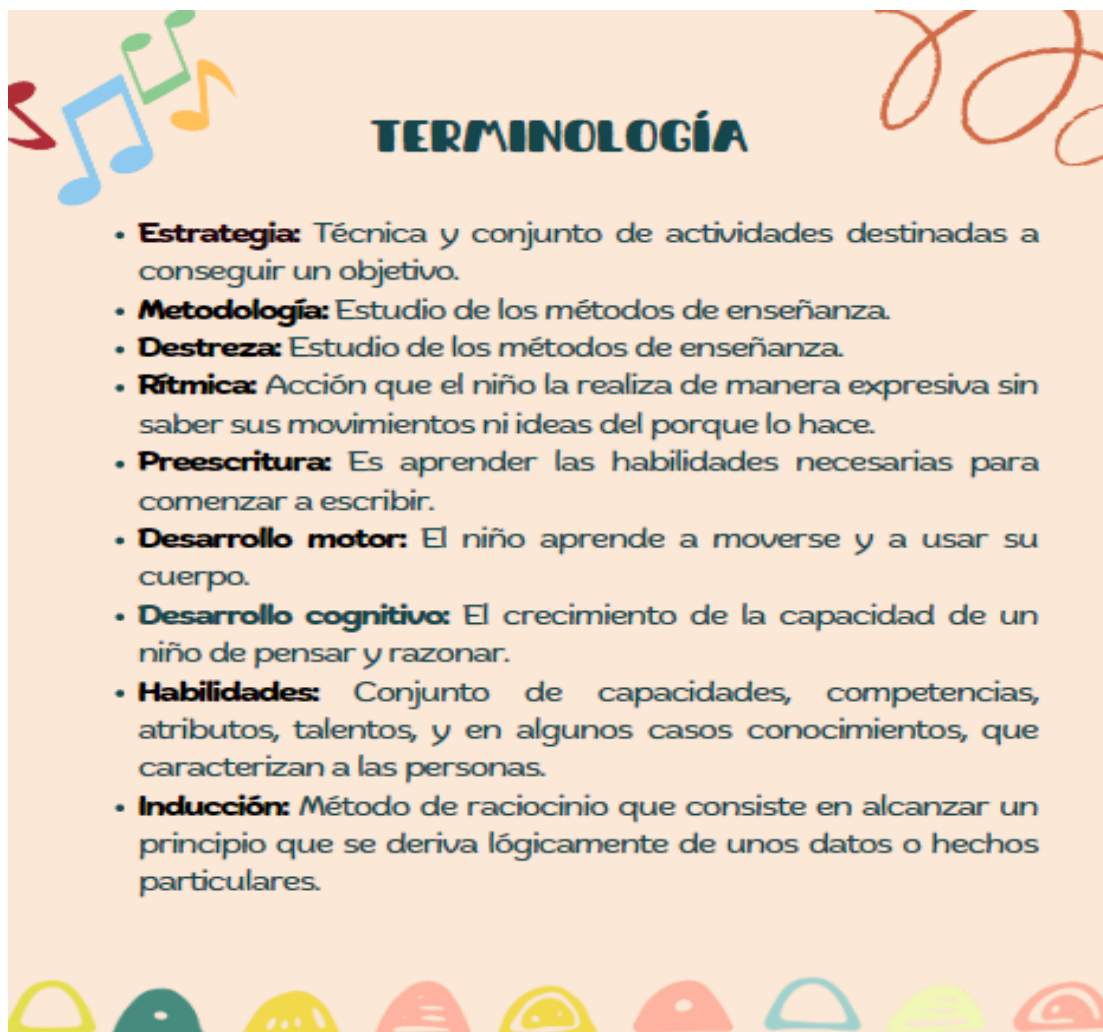 TERMINOLOGÍA
• Estrategia: Técnica y conjunto de actividades destinadas a
conseguir un objetivo.
• Metodología: Estudio de los métodos de enseñanza.
• Destreza: Estudio de los métodos de enseñanza.
• Rítmica: Acción que el niño la realiza de manera expresiva sin
saber sus movimientos ni ideas del porque lo hace.
• Preescritura: Es aprender las habilidades necesarias para
comenzar a escribir.
• Desarrollo motor: El niño aprende a moverse y a usar su
cuerpo.
• Desarrollo cognitivo: El crecimiento de la capacidad de un
niño de pensar y razonar.
• Habilidades: Conjunto de capacidades, competencias,
atributos, talentos, y en algunos casos conocimientos, que
caracterizan a las personas.
• Inducción: Método de raciocinio que consiste en alcanzar un
principio que se deriva lógicamente de unos datos o hechos
particulares.